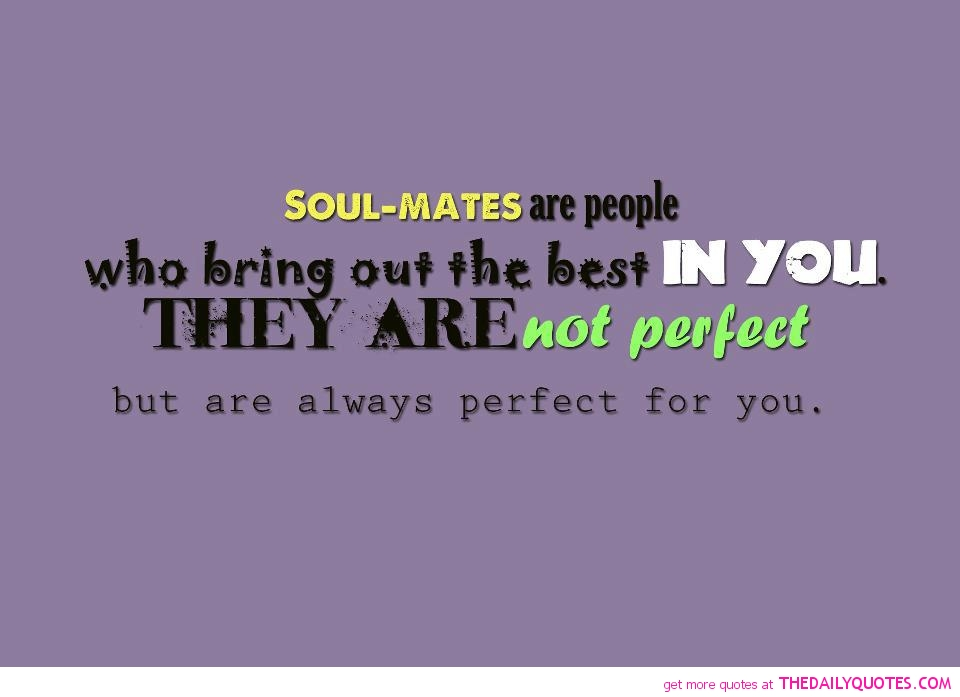 SOUL-MATES are people
who bring out the best IN YOU.
THEY ARE not perfect
but are always perfect for you.
get more quotes at THEDAILYQUOTES.COM